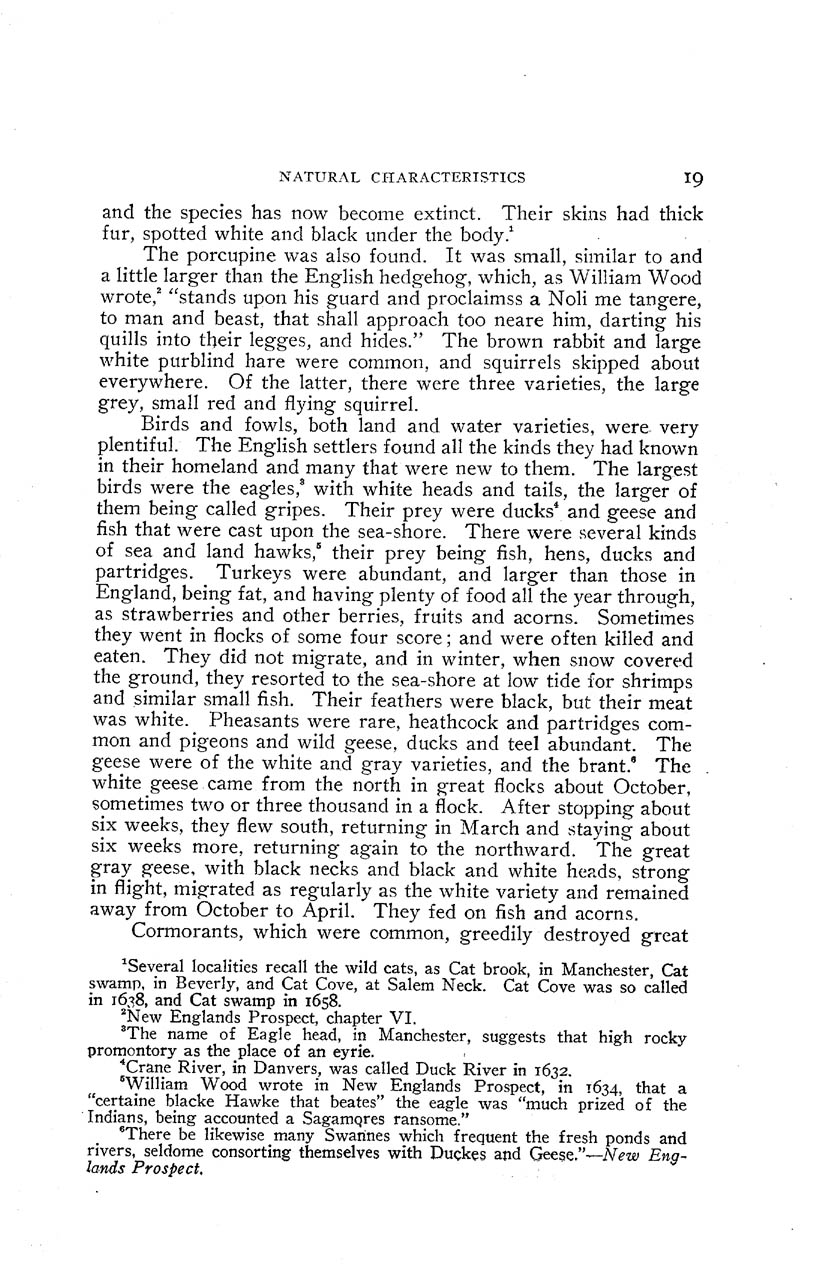 NATURAL CHARACTERISTICS 19
and the species has now become extinct. Their skins had thick
fur, spotted white and black under the body.¹
The porcupine was also found. It was small, similar to and
a little larger than the English hedgehog, which, as William Wood
wrote,² “stands upon his guard and proclaimss a Noli me tangere,
to man and beast, that shall approach too neare him, darting his
quills into their legges, and hides.” The brown rabbit and large
white purblind hare were common, and squirrels skipped about
everywhere. Of the latter, there were three varieties, the large
grey, small red and flying squirrel.
Birds and fowls, both land and water varieties, were very
plentiful. The English settlers found all the kinds they had known
in their homeland and many that were new to them. The largest
birds were the eagles,³ with white heads and tails, the larger of
them being called gripes. Their prey were ducks⁴ and geese and
fish that were cast upon the sea-shore. There were several kinds
of sea and land hawks,⁵ their prey being fish, hens, ducks and
partridges. Turkeys were abundant, and larger than those in
England, being fat, and having plenty of food all the year through,
as strawberries and other berries, fruits and acorns. Sometimes
they went in flocks of some four score; and were often killed and
eaten. They did not migrate, and in winter, when snow covered
the ground, they resorted to the sea-shore at low tide for shrimps
and similar small fish. Their feathers were black, but their meat
was white. Pheasants were rare, heathcock and partridges com-
mon and pigeons and wild geese, ducks and teel abundant. The
geese were of the white and gray varieties, and the brant.⁶ The
white geese came from the north in great flocks about October,
sometimes two or three thousand in a flock. After stopping about
six weeks, they flew south, returning in March and staying about
six weeks more, returning again to the northward. The great
gray geese, with black necks and black and white heads, strong
in flight, migrated as regularly as the white variety and remained
away from October to April. They fed on fish and acorns.
Cormorants, which were common, greedily destroyed great
¹Several localities recall the wild cats, as Cat brook, in Manchester, Cat
swamp, in Beverly, and Cat Cove, at Salem Neck. Cat Cove was so called
in 1638, and Cat swamp in 1658.
²New Englands Prospect, chapter VI.
³The name of Eagle head, in Manchester, suggests that high rocky
promontory as the place of an eyrie.
⁴Crane River, in Danvers, was called Duck River in 1632.
⁵William Wood wrote in New Englands Prospect, in 1634, that a
“certaine blacke Hawke that beates” the eagle was “much prized of the
Indians, being accounted a Sagamores ransome.”
⁶There be likewise many Swannes which frequent the fresh ponds and
rivers, seldome consorting themselves with Duckes and Geese.”—New Eng-
lands Prospect.